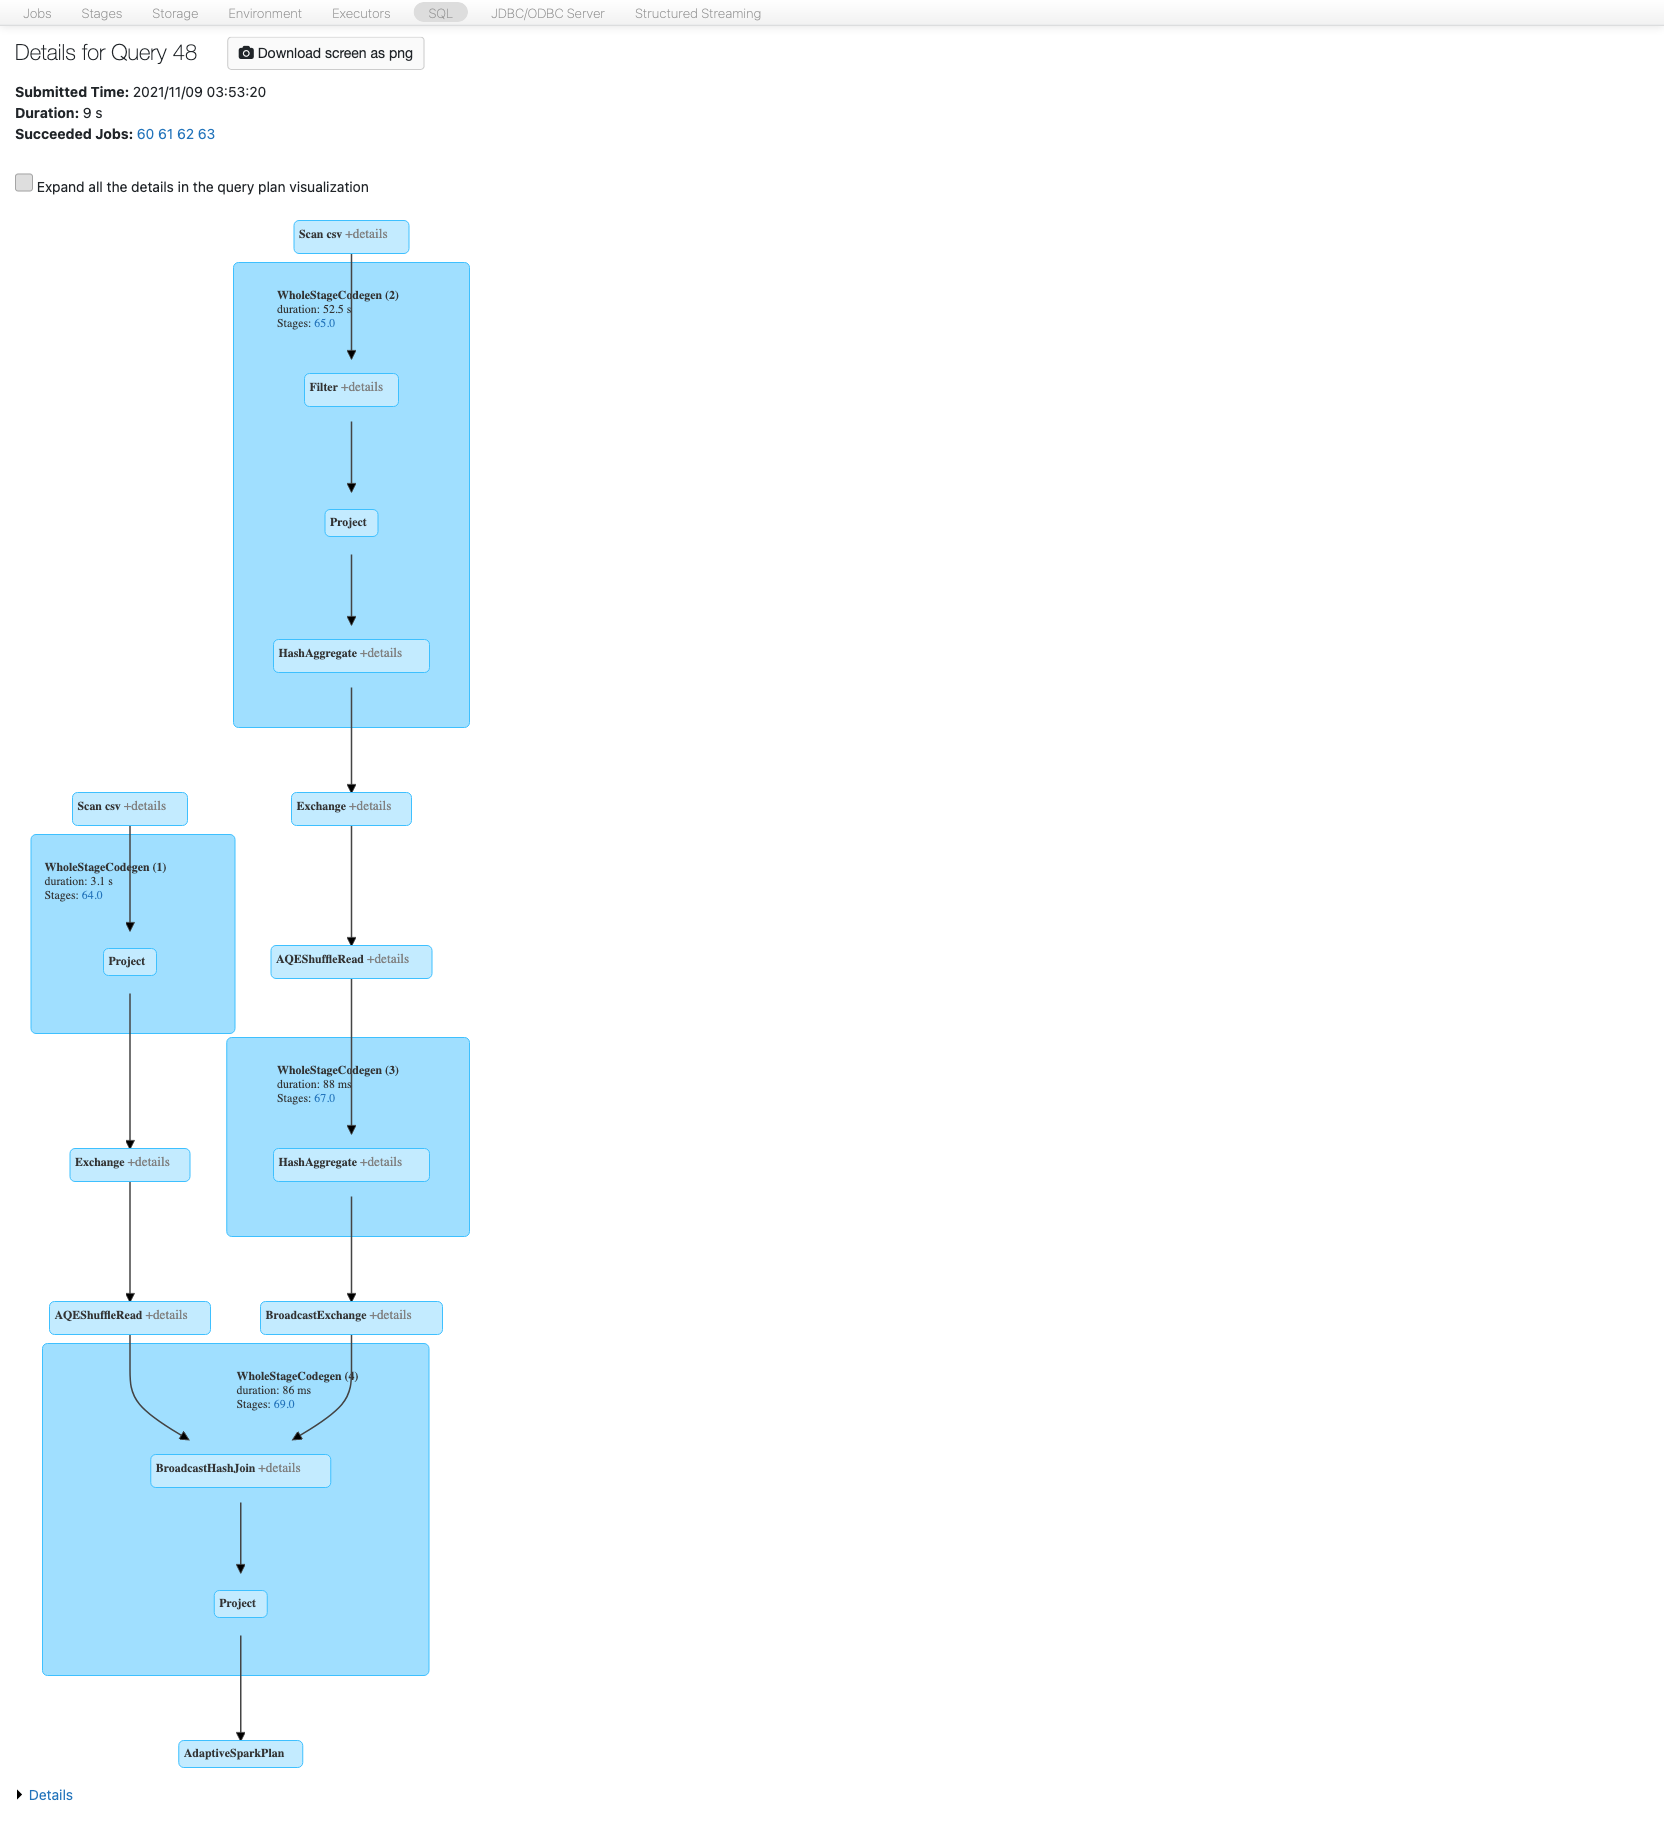 Jobs Stages Storage Environment Executors SQL JDBC/ODBC Server Structured Streaming
Details for Query 48 Download screen as png
Submitted Time: 2021/11/09 03:53:20
Duration: 9 s
Succeeded Jobs: 60 61 62 63
Expand all the details in the query plan visualization
Scan csv +details
WholeStageCodegen (2)
duration: 52.5 s
Stages: 65.0
Filter +details
Project
HashAggregate +details
Scan csv +details
Exchange +details
WholeStageCodegen (1)
duration: 3.1 s
Stages: 64.0
Project
AQEShuffleRead +details
WholeStageCodegen (3)
duration: 88 ms
Stages: 67.0
Exchange +details
HashAggregate +details
AQEShuffleRead +details
BroadcastExchange +details
WholeStageCodegen (4)
duration: 86 ms
Stages: 69.0
BroadcastHashJoin +details
Project
AdaptiveSparkPlan
Details